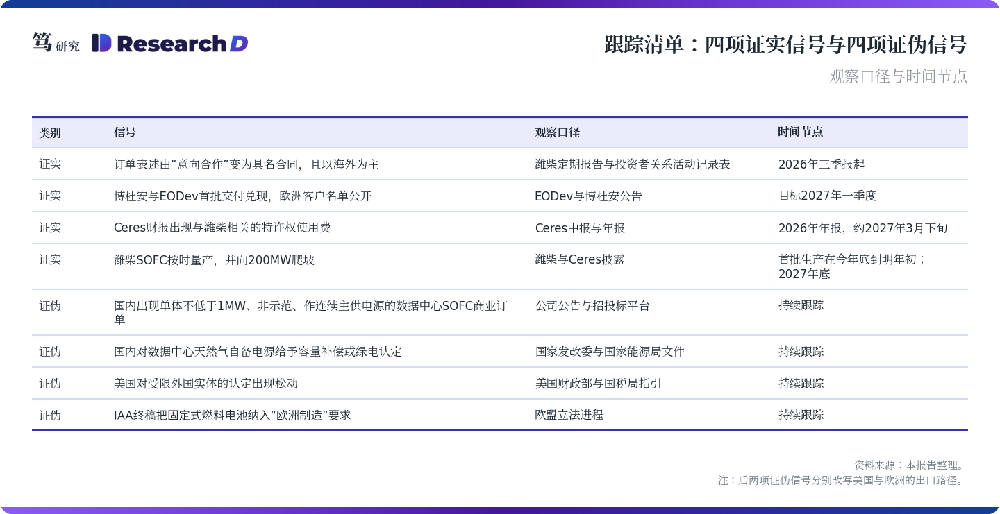 笃 研究 ResearchD
跟踪清单：四项证实信号与四项证伪信号
观察口径与时间节点
类别 信号 观察口径 时间节点
证实 订单表述由“意向合作”变为具名合同，且以海外为主 潍柴定期报告与投资者关系活动记录表 2026年三季报起
证实 博杜安与EODev首批交付兑现，欧洲客户名单公开 EODev与博杜安公告 目标2027年一季度
证实 Ceres财报出现与潍柴相关的特许权使用费 Ceres中报与年报 2026年年报，约2027年3月下旬
证实 潍柴SOFC按时量产，并向200MW爬坡 潍柴与Ceres披露 首批生产在今年底到明年初；
2027年底
证伪 国内出现单体不低于1MW、非示范、作连续主供电源的数据中心SOFC商业订 公司公告与招投标平台 持续跟踪
单
证伪 国内对数据中心天然气自备电源给予容量补偿或绿电认定 国家发改委与国家能源局文件 持续跟踪
证伪 美国对受限外国实体的认定出现松动 美国财政部与国税局指引 持续跟踪
证伪 IAA终稿把固定式燃料电池纳入“欧洲制造”要求 欧盟立法进程 持续跟踪
资料来源：本报告整理。
注：后两项证伪信号分别改写美国与欧洲的出口路径。